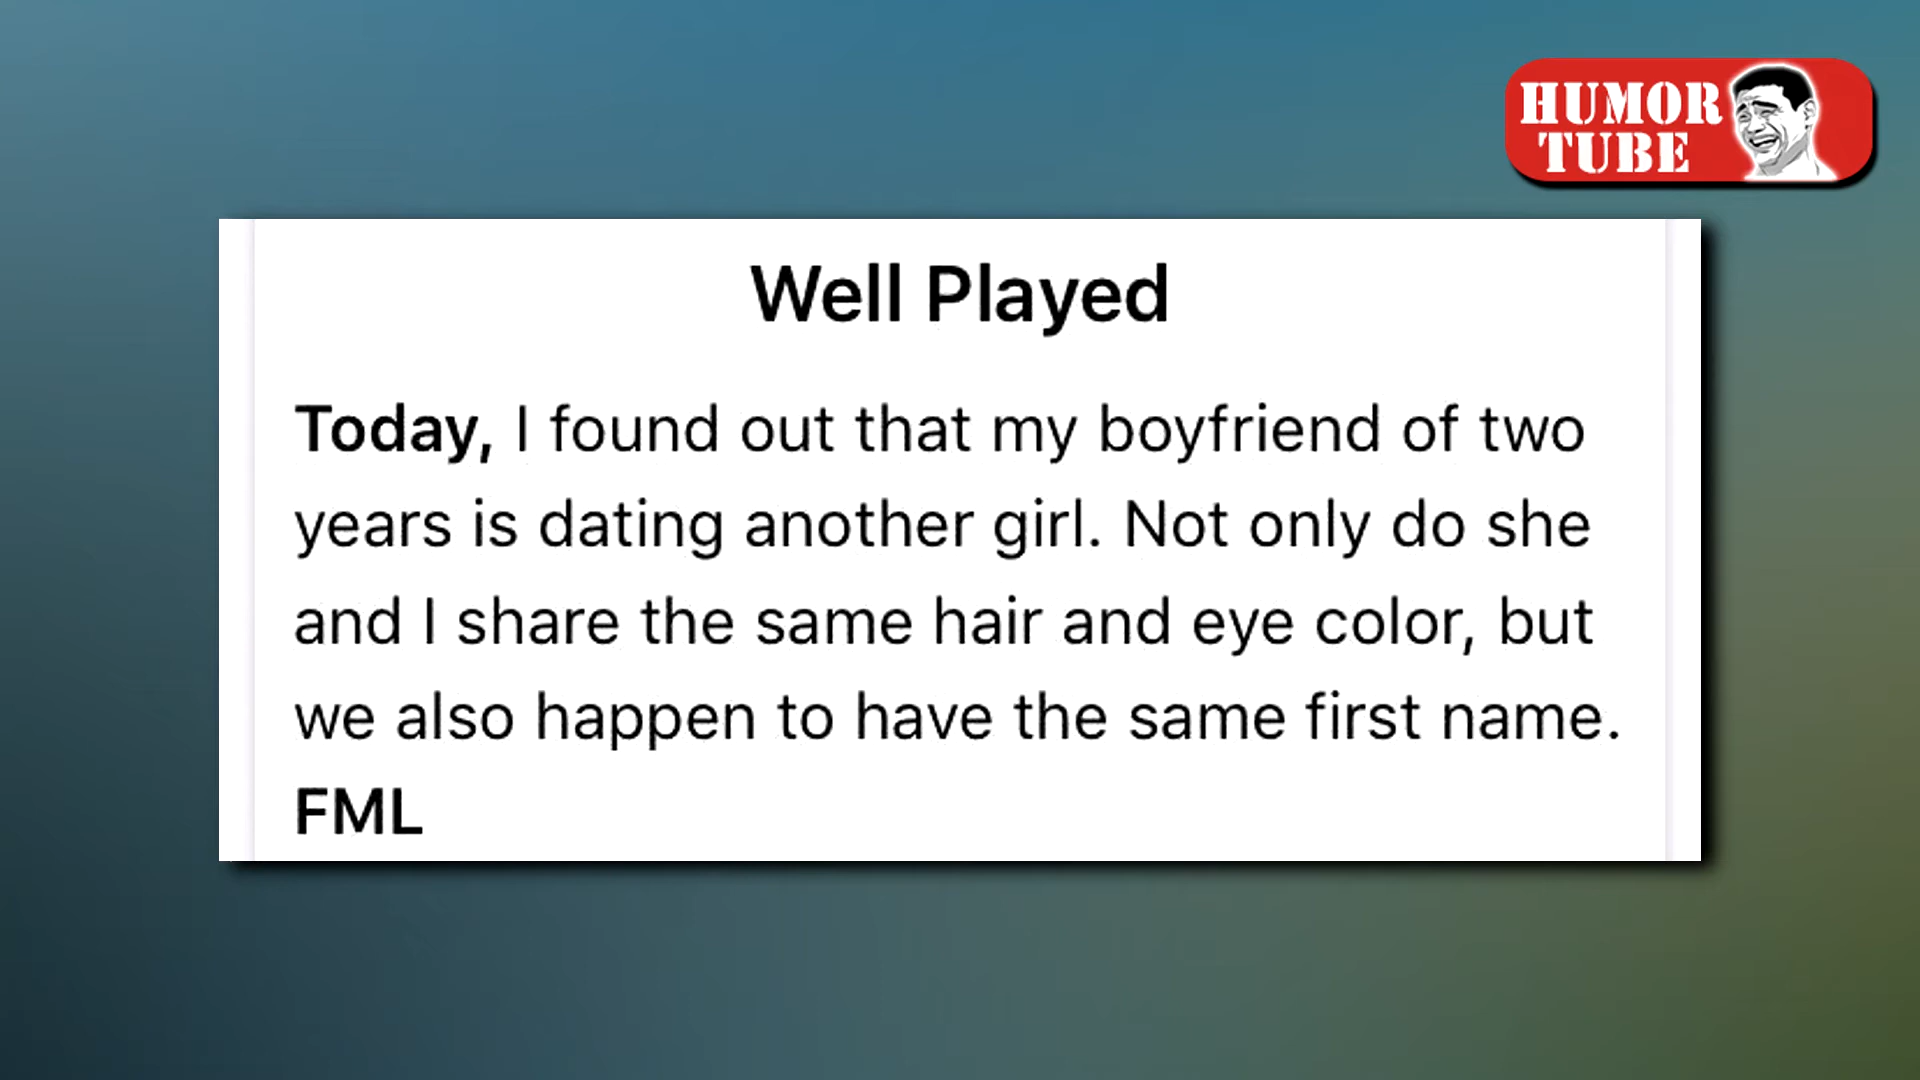 HUMOR
TUBE
Well Played
Today, I found out that my boyfriend of two
years is dating another girl. Not only do she
and I share the same hair and eye color, but
we also happen to have the same first name.
FML